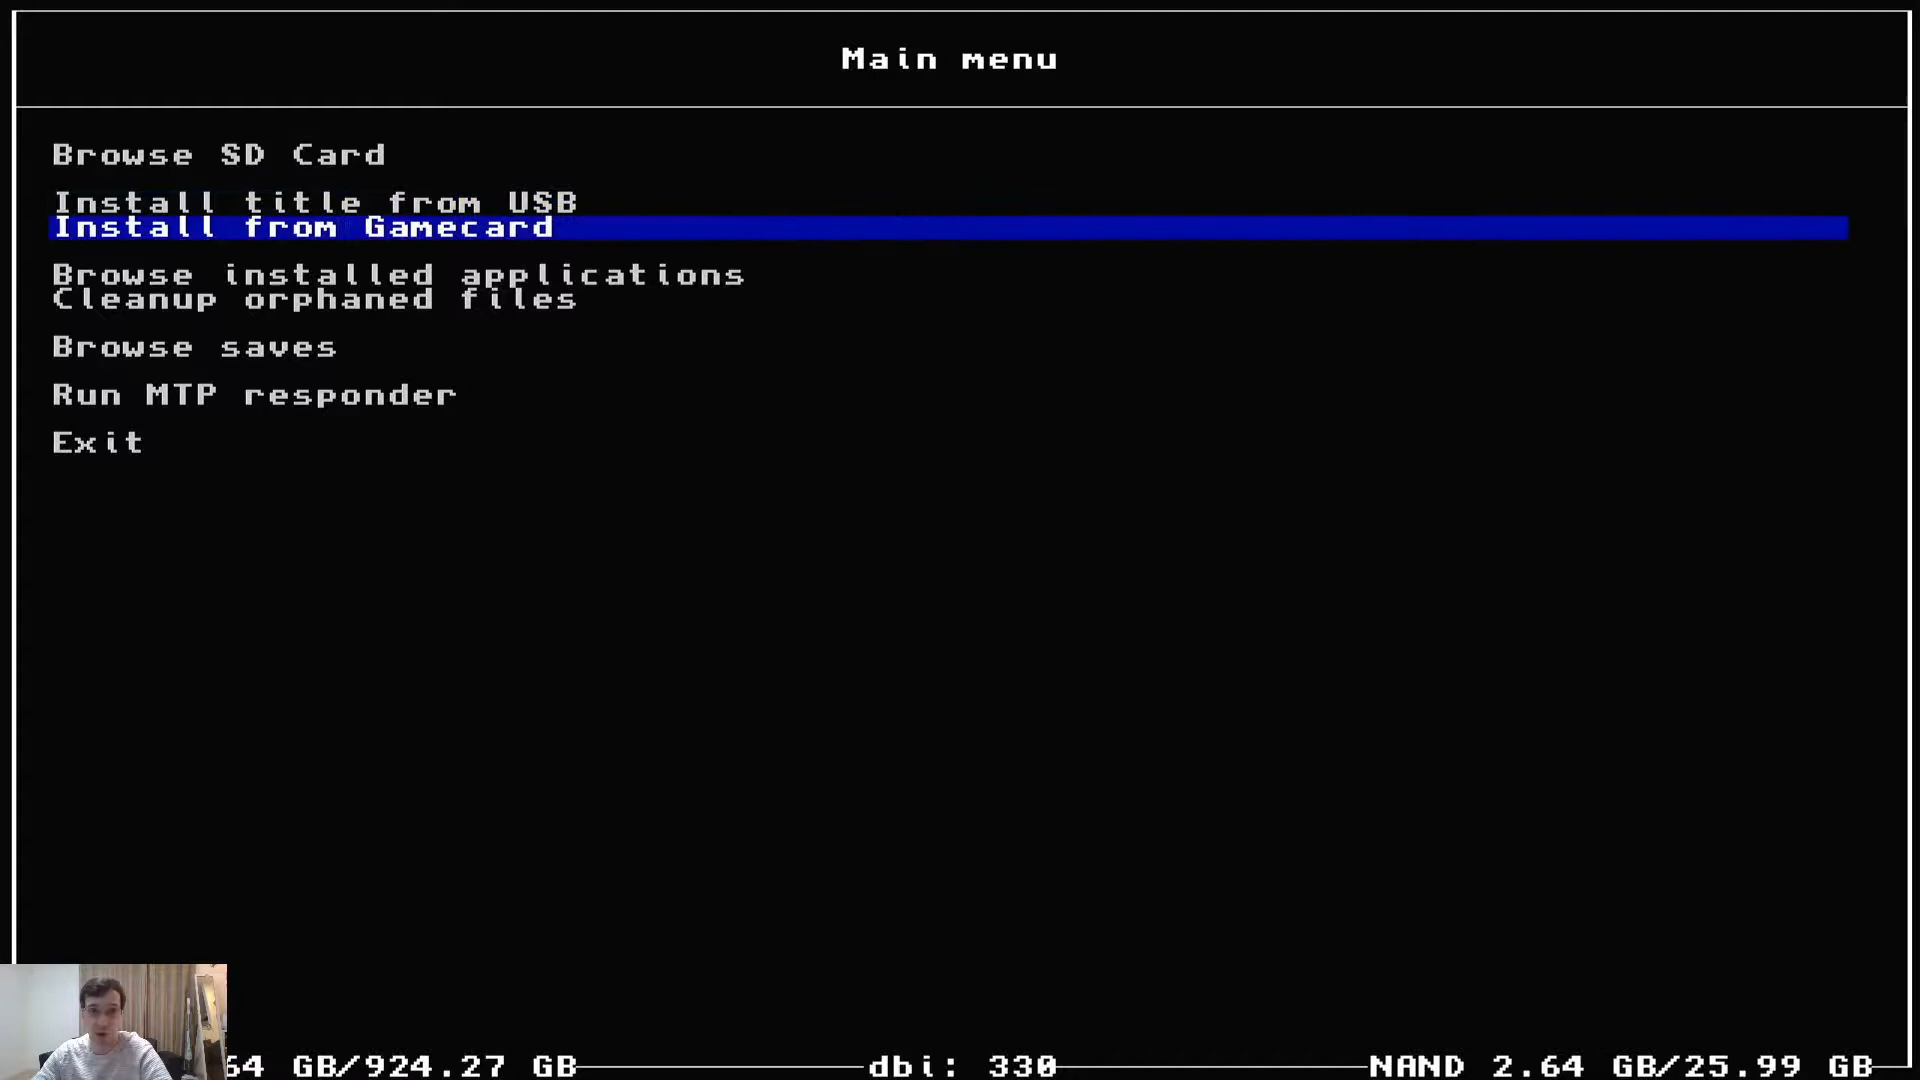 Main menu
Browse SD Card
Install title from USB
Install from Gamecard
Browse installed applications
Cleanup orphaned files
Browse saves
Run MTP responder
Exit
64 GB/924.27 GB dbi: 330 NAND 2.64 GB/25.99 GB